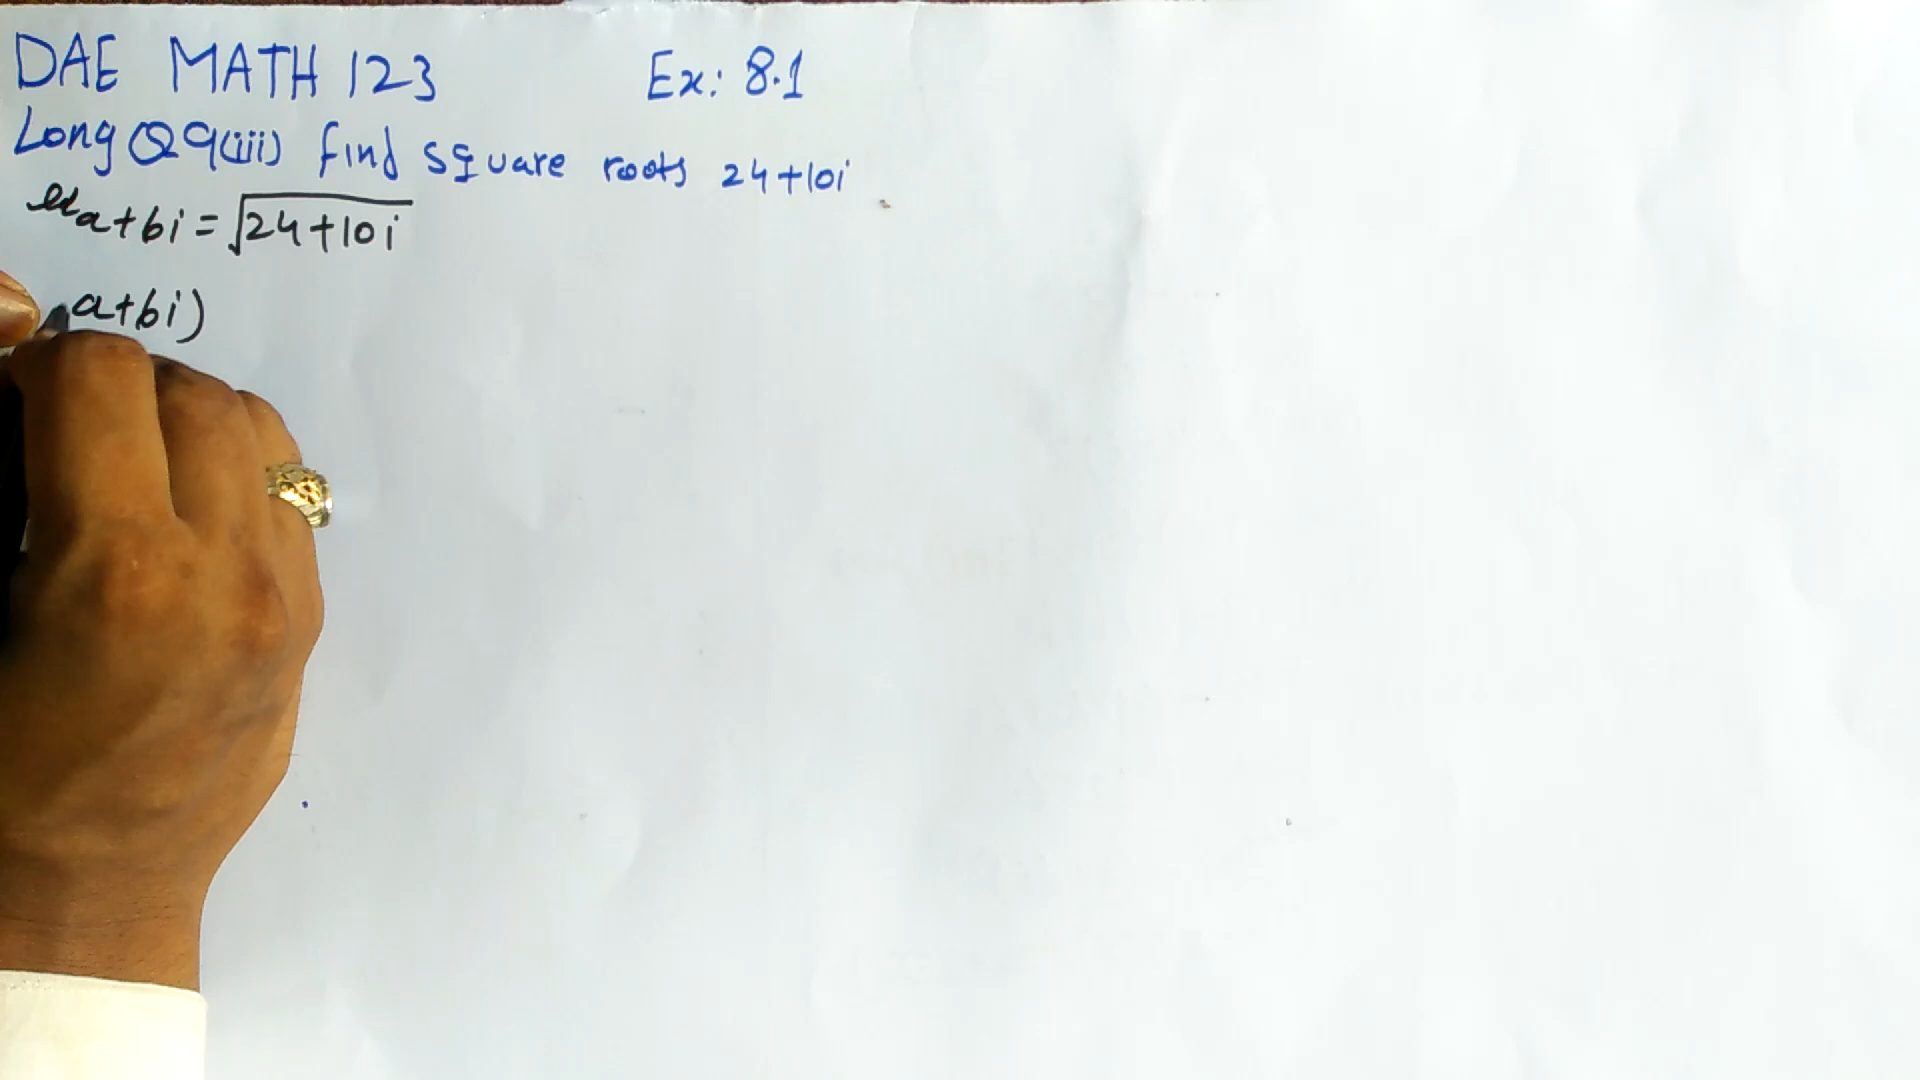 DAE MATH 123 Ex: 8.1
Long Q9(iii) find square roots 24+10i
a+bi = √24+10i
a+bi)